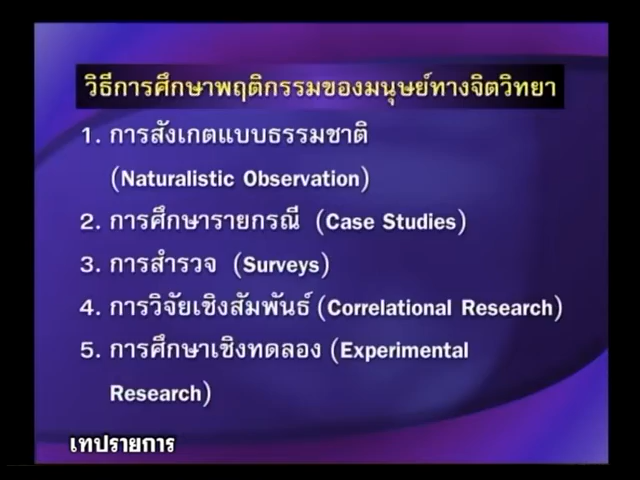 วิธีการศึกษาพฤติกรรมของมนุษย์ทางจิตวิทยา
1. การสังเกตแบบธรรมชาติ
(Naturalistic Observation)
2. การศึกษารายกรณี (Case Studies)
3. การสำรวจ (Surveys)
4. การวิจัยเชิงสัมพันธ์ (Correlational Research)
5. การศึกษาเชิงทดลอง (Experimental
Research)
เทปรายการ